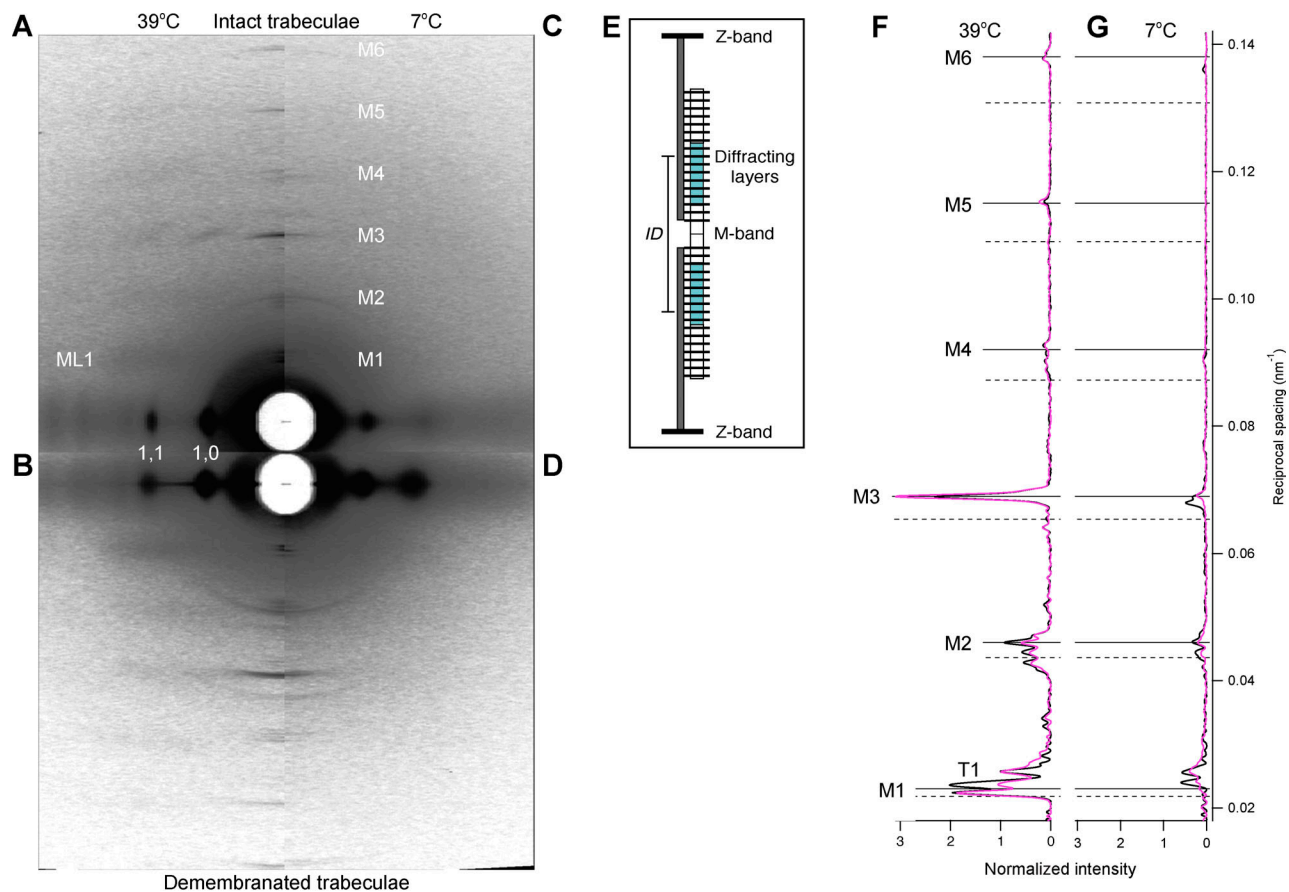 A 39°C Intact trabeculae 7°C C
M6
M5
M4
M3
M2
ML1 M1
1,1 1,0
B D
Demembranated trabeculae
E
Z-band
Diffracting
layers
ID
M-band
Z-band
F 39°C G 7°C
M6
M5
M4
M3
M2
T1
M1
0.14
0.12
0.10
0.08
0.06
0.04
0.02
Reciprocal spacing (nm⁻¹)
3 2 1 0 3 2 1 0
Normalized intensity